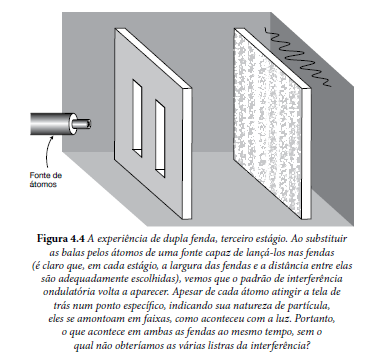 Fonte de
átomos
Figura 4.4 A experiência de dupla fenda, terceiro estágio. Ao substituir
as balas pelos átomos de uma fonte capaz de lançá-los nas fendas
(é claro que, em cada estágio, a largura das fendas e a distância entre elas
são adequadamente escolhidas), vemos que o padrão de interferência
ondulatória volta a aparecer. Apesar de cada átomo atingir a tela de
trás num ponto específico, indicando sua natureza de partícula,
eles se amontoam em faixas, como aconteceu com a luz. Portanto,
o que acontece em ambas as fendas ao mesmo tempo, sem o
qual não obteríamos as várias listras da interferência?